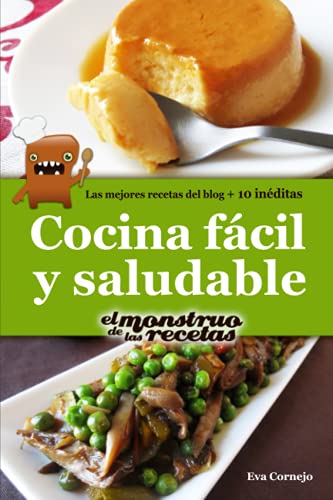 Las mejores recetas del blog + 10 inéditas
Cocina fácil
y saludable
el monstruo
de las recetas
Eva Cornejo